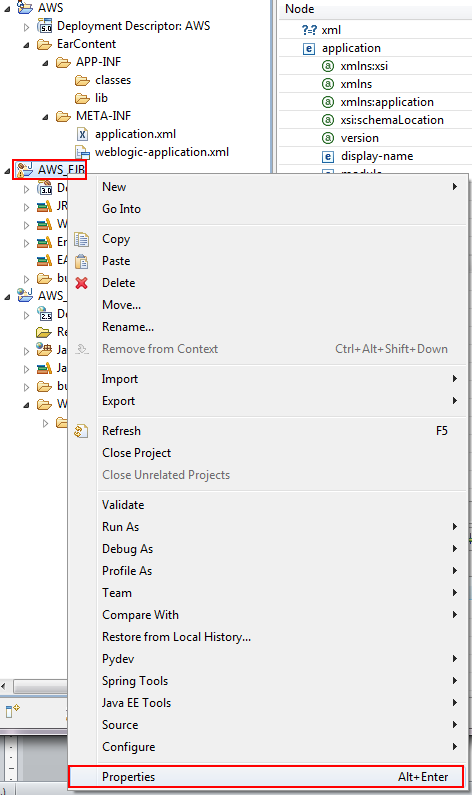 AWS
Deployment Descriptor: AWS
EarContent
APP-INF
classes
lib
META-INF
application.xml
weblogic-application.xml
AWS_EJB
De
JR
W
En
EA
bu
AWS_
De
Re
Ja
Ja
bu
W
Node
xml
application
xmlns:xsi
xmlns
xmlns:application
xsi:schemaLocation
version
display-name
module
New
Go Into
Copy
Paste
Delete
Move...
Rename...
Remove from Context Ctrl+Alt+Shift+Down
Import
Export
Refresh F5
Close Project
Close Unrelated Projects
Validate
Run As
Debug As
Profile As
Team
Compare With
Restore from Local History...
Pydev
Spring Tools
Java EE Tools
Source
Configure
Properties Alt+Enter